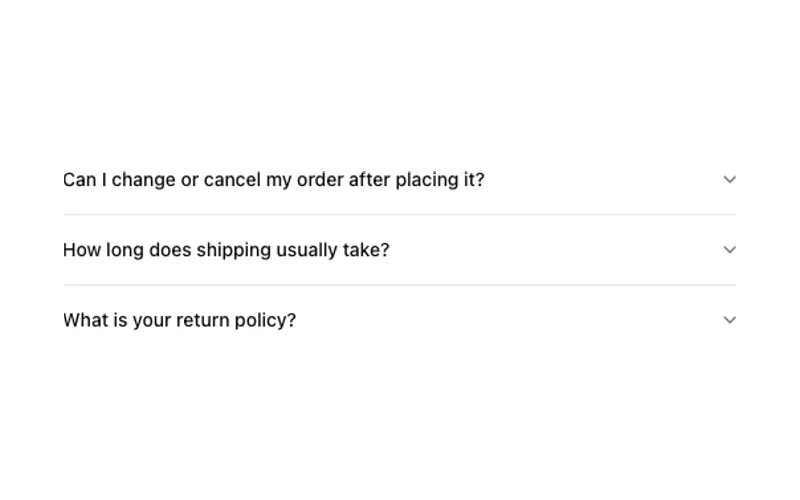 Can I change or cancel my order after placing it?
How long does shipping usually take?
What is your return policy?